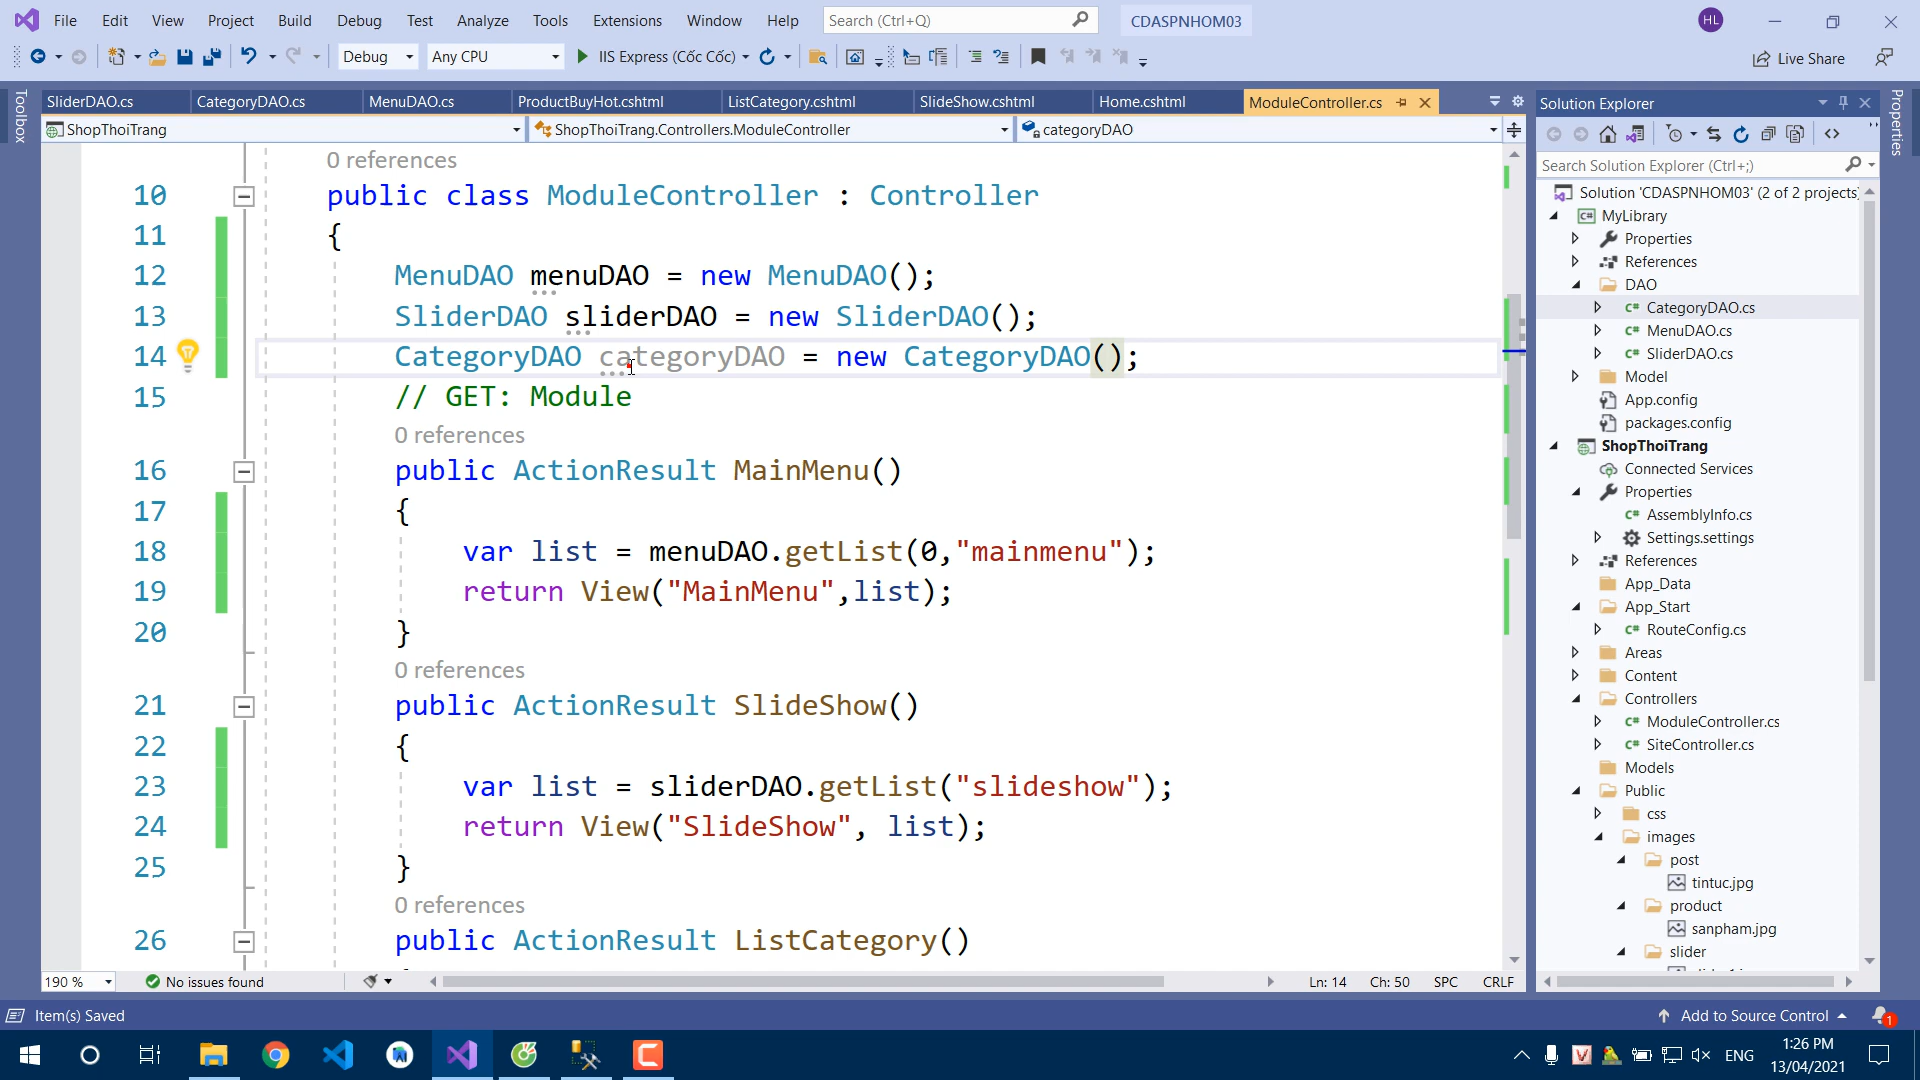 File Edit View Project Build Debug Test Analyze Tools Extensions Window Help Search (Ctrl+Q) CDASPNHOM03 HL
Debug Any CPU IIS Express (Cốc Cốc) Live Share
Toolbox
SliderDAO.cs CategoryDAO.cs MenuDAO.cs ProductBuyHot.cshtml ListCategory.cshtml SlideShow.cshtml Home.cshtml ModuleController.cs
ShopThoiTrang ShopThoiTrang.Controllers.ModuleController categoryDAO
0 references
10 public class ModuleController : Controller
11 {
12 MenuDAO menuDAO = new MenuDAO();
13 SliderDAO sliderDAO = new SliderDAO();
14 CategoryDAO categoryDAO = new CategoryDAO();
15 // GET: Module
0 references
16 public ActionResult MainMenu()
17 {
18 var list = menuDAO.getList(0,"mainmenu");
19 return View("MainMenu",list);
20 }
0 references
21 public ActionResult SlideShow()
22 {
23 var list = sliderDAO.getList("slideshow");
24 return View("SlideShow", list);
25 }
0 references
26 public ActionResult ListCategory()
190 % No issues found Ln: 14 Ch: 50 SPC CRLF
Solution Explorer
Search Solution Explorer (Ctrl+;)
Solution 'CDASPNHOM03' (2 of 2 projects)
C# MyLibrary
Properties
References
DAO
C# CategoryDAO.cs
C# MenuDAO.cs
C# SliderDAO.cs
Model
App.config
packages.config
ShopThoiTrang
Connected Services
Properties
C# AssemblyInfo.cs
Settings.settings
References
App_Data
App_Start
C# RouteConfig.cs
Areas
Content
Controllers
C# ModuleController.cs
C# SiteController.cs
Models
Public
css
images
post
tintuc.jpg
product
sanpham.jpg
slider
Properties
Item(s) Saved Add to Source Control 1
ENG 1:26 PM
13/04/2021